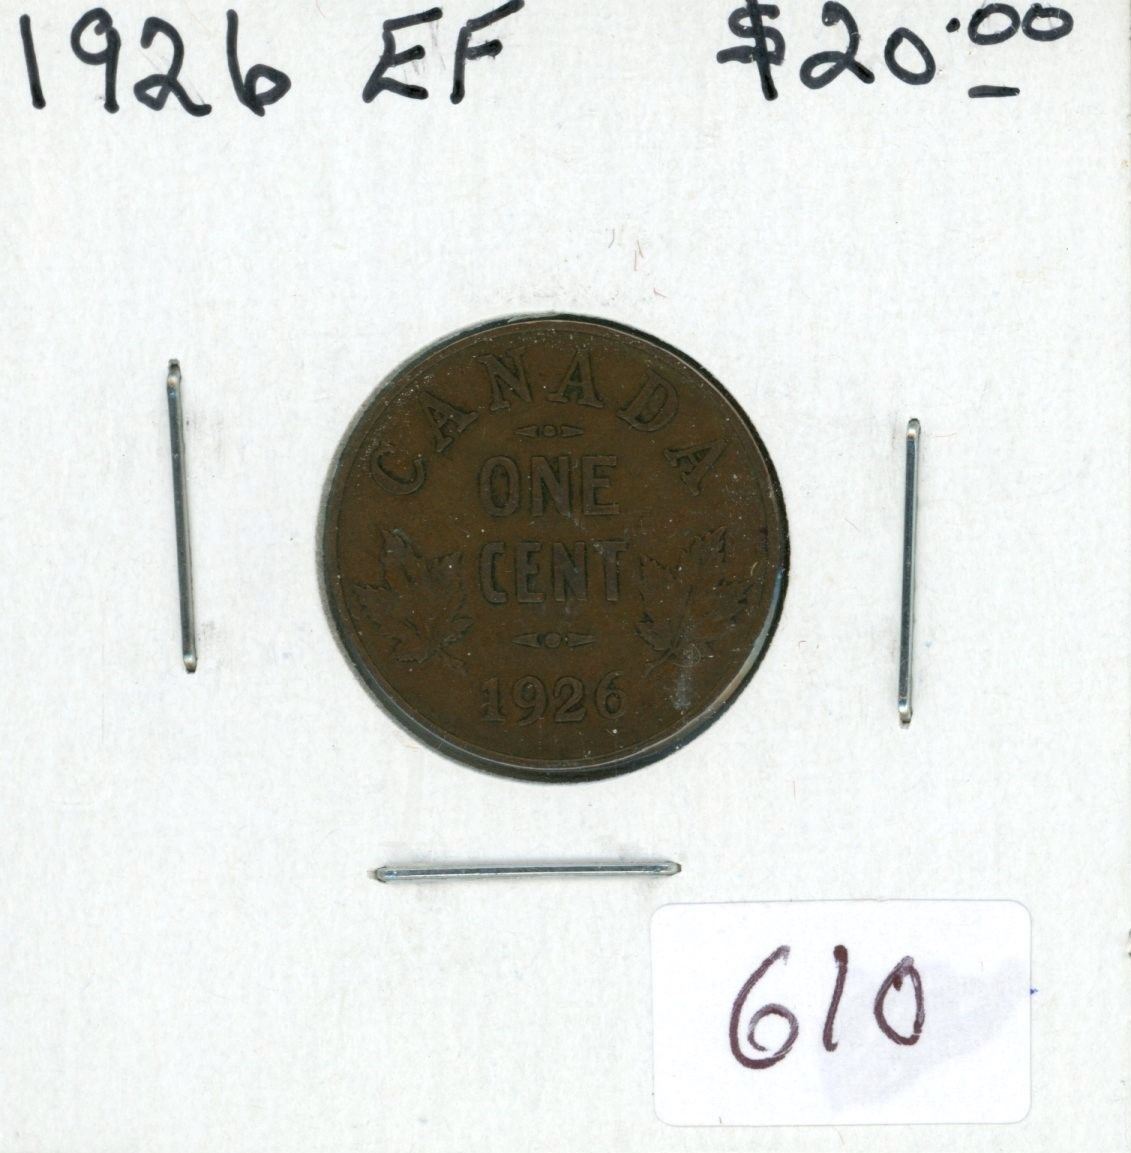 1926 EF $20.00
CANADA
ONE
CENT
1926
610